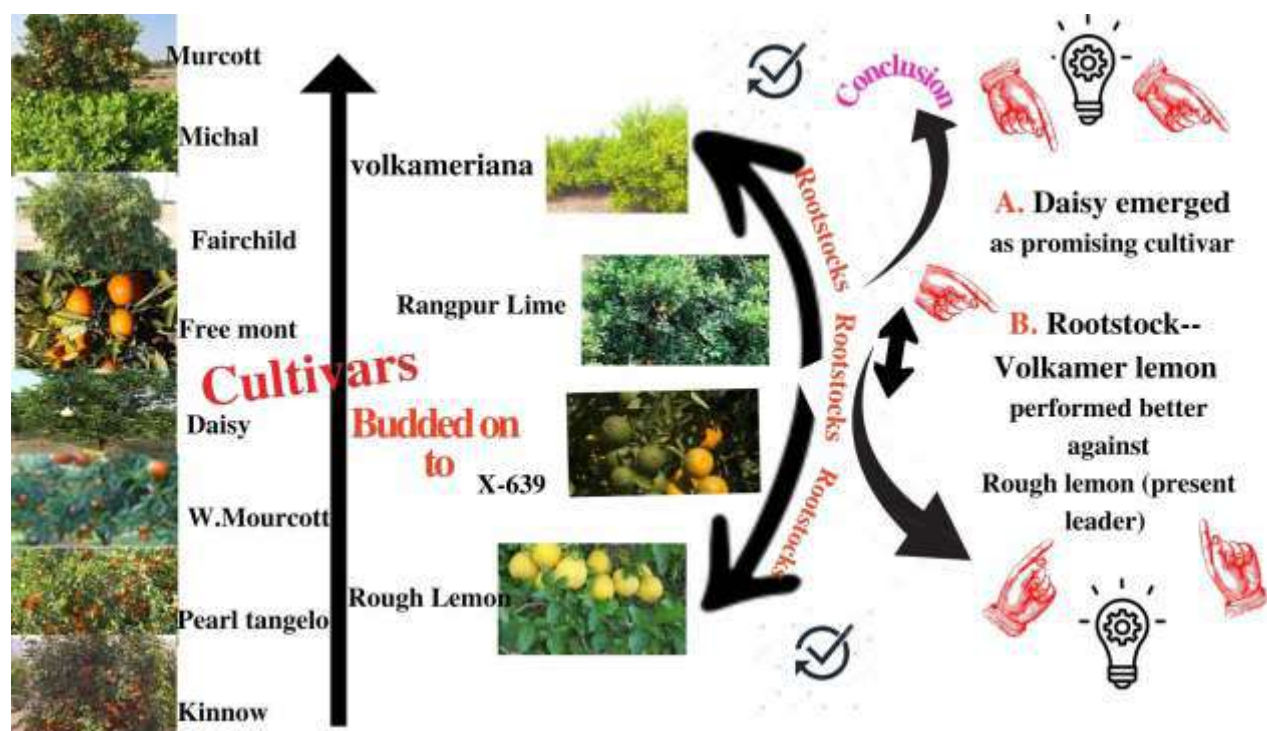 Murcott
Michal
Fairchild
Free mont
Daisy
W.Mourcott
Pearl tangelo
Kinnow
Cultivars
Budded on
to
volkameriana
Rangpur Lime
X-639
Rough Lemon
Rootstocks
Rootstocks
Rootstocks
Conclusion
A. Daisy emerged
as promising cultivar
B. Rootstock--
Volkamer lemon
performed better
against
Rough lemon (present
leader)